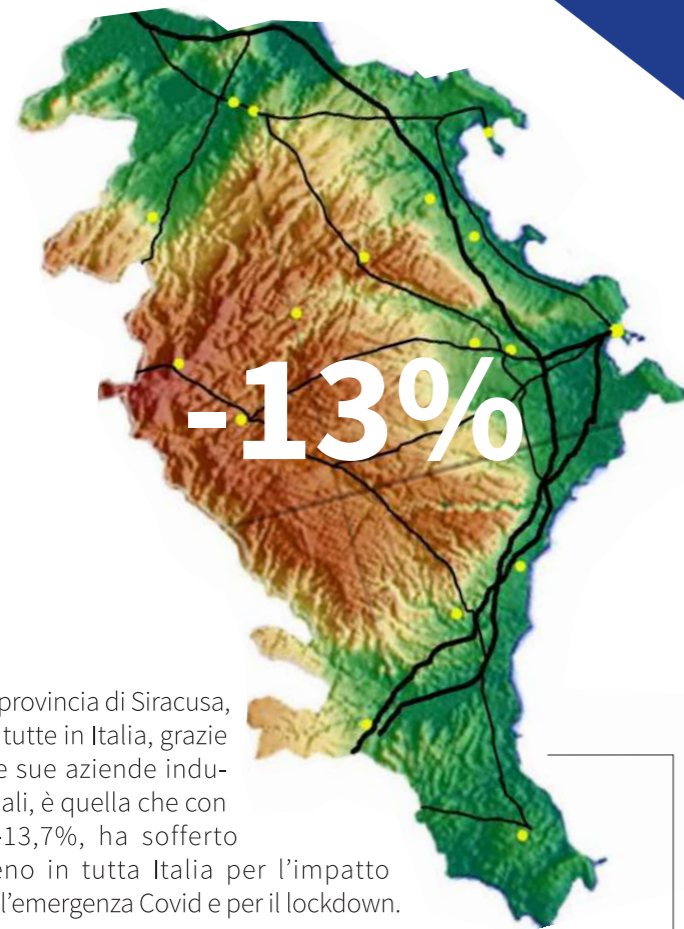 -13%
provincia di Siracusa,
tutte in Italia, grazie
e sue aziende indu-
ali, è quella che con
-13,7%, ha sofferto
eno in tutta Italia per l’impatto
l’emergenza Covid e per il lockdown.